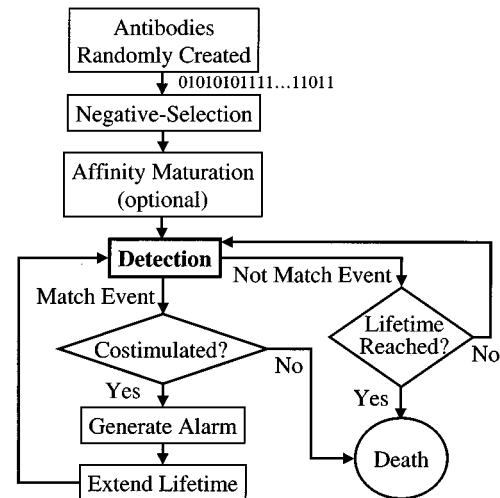 Antibodies
Randomly Created
01010101111...11011
Negative-Selection
Affinity Maturation
(optional)
Detection
Not Match Event
Match Event
Lifetime
Reached?
No
Costimulated?
No
Yes
Yes
Generate Alarm
Death
Extend Lifetime